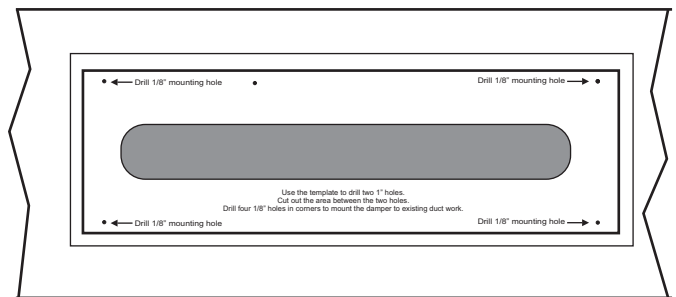 Drill 1/8" mounting hole
Drill 1/8" mounting hole
Use the template to drill two 1" holes.
Cut out the area between the two holes.
Drill four 1/8" holes in corners to mount the damper to existing duct work.
Drill 1/8" mounting hole
Drill 1/8" mounting hole